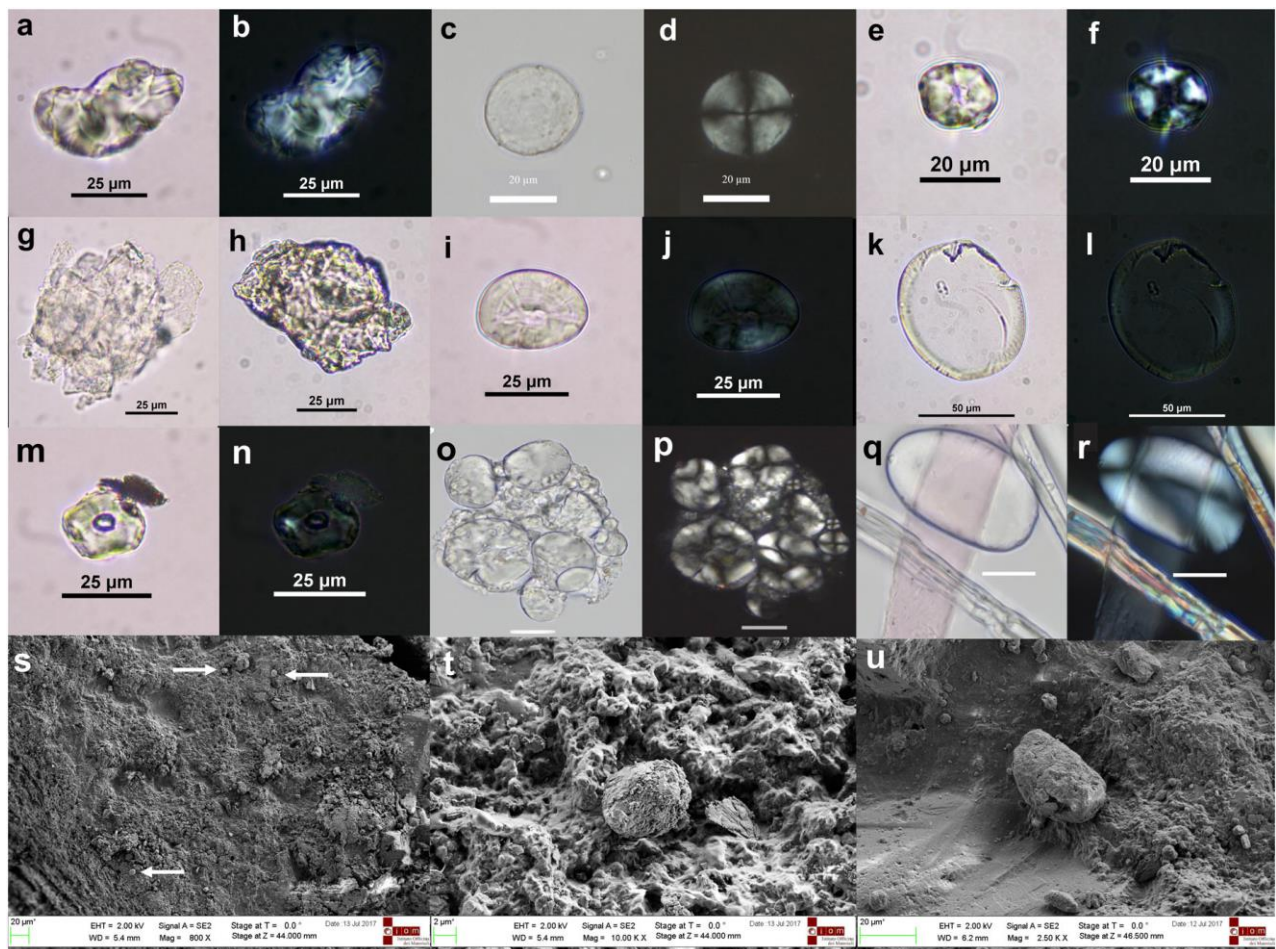 a b c d e f
25 µm 25 µm 20 µm 20 µm 20 µm 20 µm
g h i j k l
25 µm 25 µm 25 µm 25 µm 50 µm 50 µm
m n o p q r
25 µm 25 µm
s t u
20 µm* EHT = 2.00 kV Signal A = SE2 Stage at T = 0.0 ° Date :13 Jul 2017
WD = 5.4 mm Mag = 800 X Stage at Z = 44.000 mm
2 µm* EHT = 2.00 kV Signal A = SE2 Stage at T = 0.0 ° Date :13 Jul 2017
WD = 5.4 mm Mag = 10.00 K X Stage at Z = 44.000 mm
EHT = 2.00 kV Signal A = SE2 Stage at T = 0.0 ° Date :12 Jul 2017
WD = 6.2 mm Mag = 2.50 K X Stage at Z = 46.500 mm